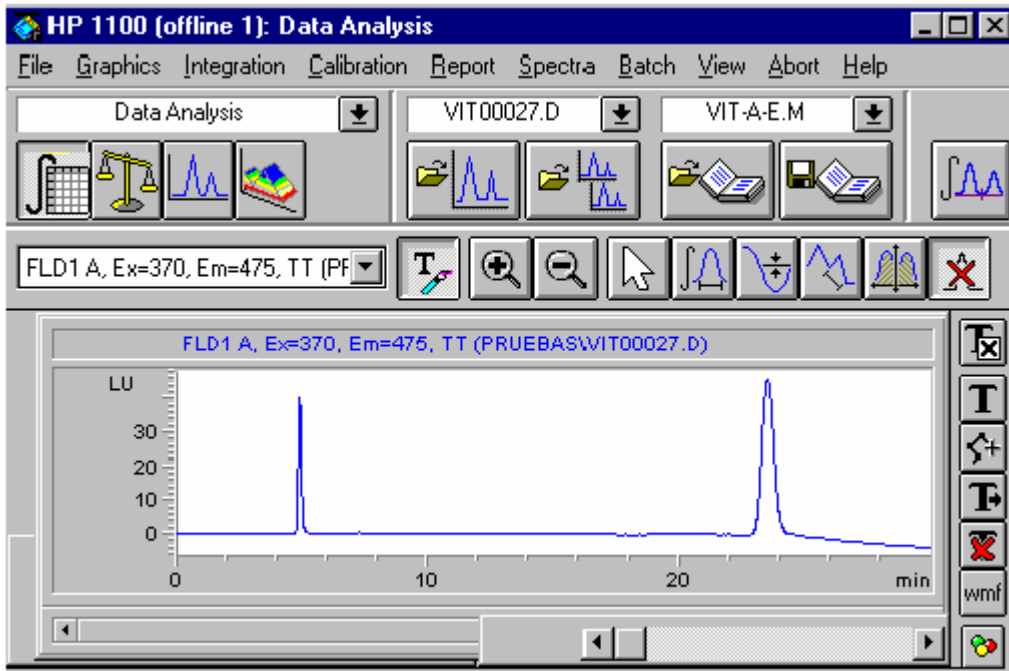 HP 1100 (offline 1): Data Analysis
File Graphics Integration Calibration Report Spectra Batch View Abort Help
Data Analysis VIT00027.D VIT-A-E.M
FLD1 A, Ex=370, Em=475, TT (PF
T
FLD1 A, Ex=370, Em=475, TT (PRUEBAS\VIT00027.D)
LU
30
20
10
0
0 10 20 min
T
T
T
T
wmf